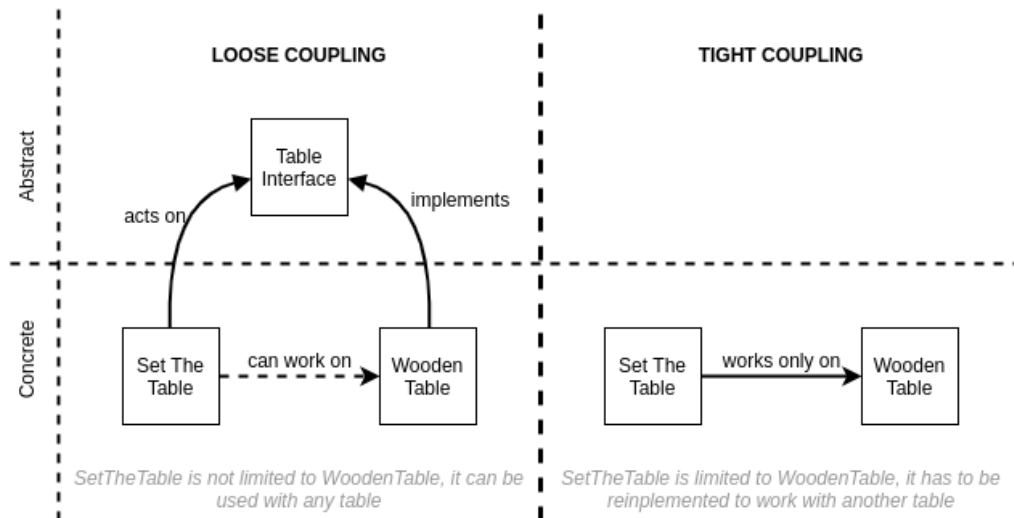 LOOSE COUPLING
TIGHT COUPLING
Abstract
Table
Interface
acts on
implements
Concrete
Set The
Table
can work on
Wooden
Table
Set The
Table
works only on
Wooden
Table
SetTheTable is not limited to WoodenTable, it can be
used with any table
SetTheTable is limited to WoodenTable, it has to be
reinplemented to work with another table